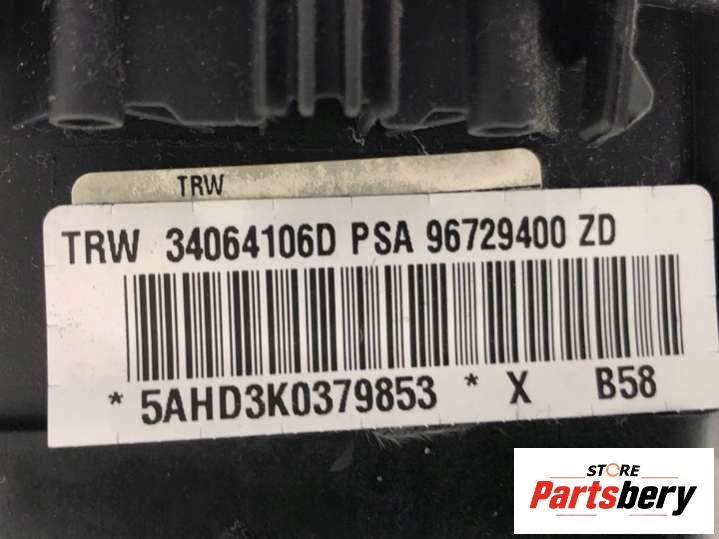 TRW
TRW 34064106D PSA 96729400 ZD
* 5AHD3K0379853 * X B58
STORE
Partsbery